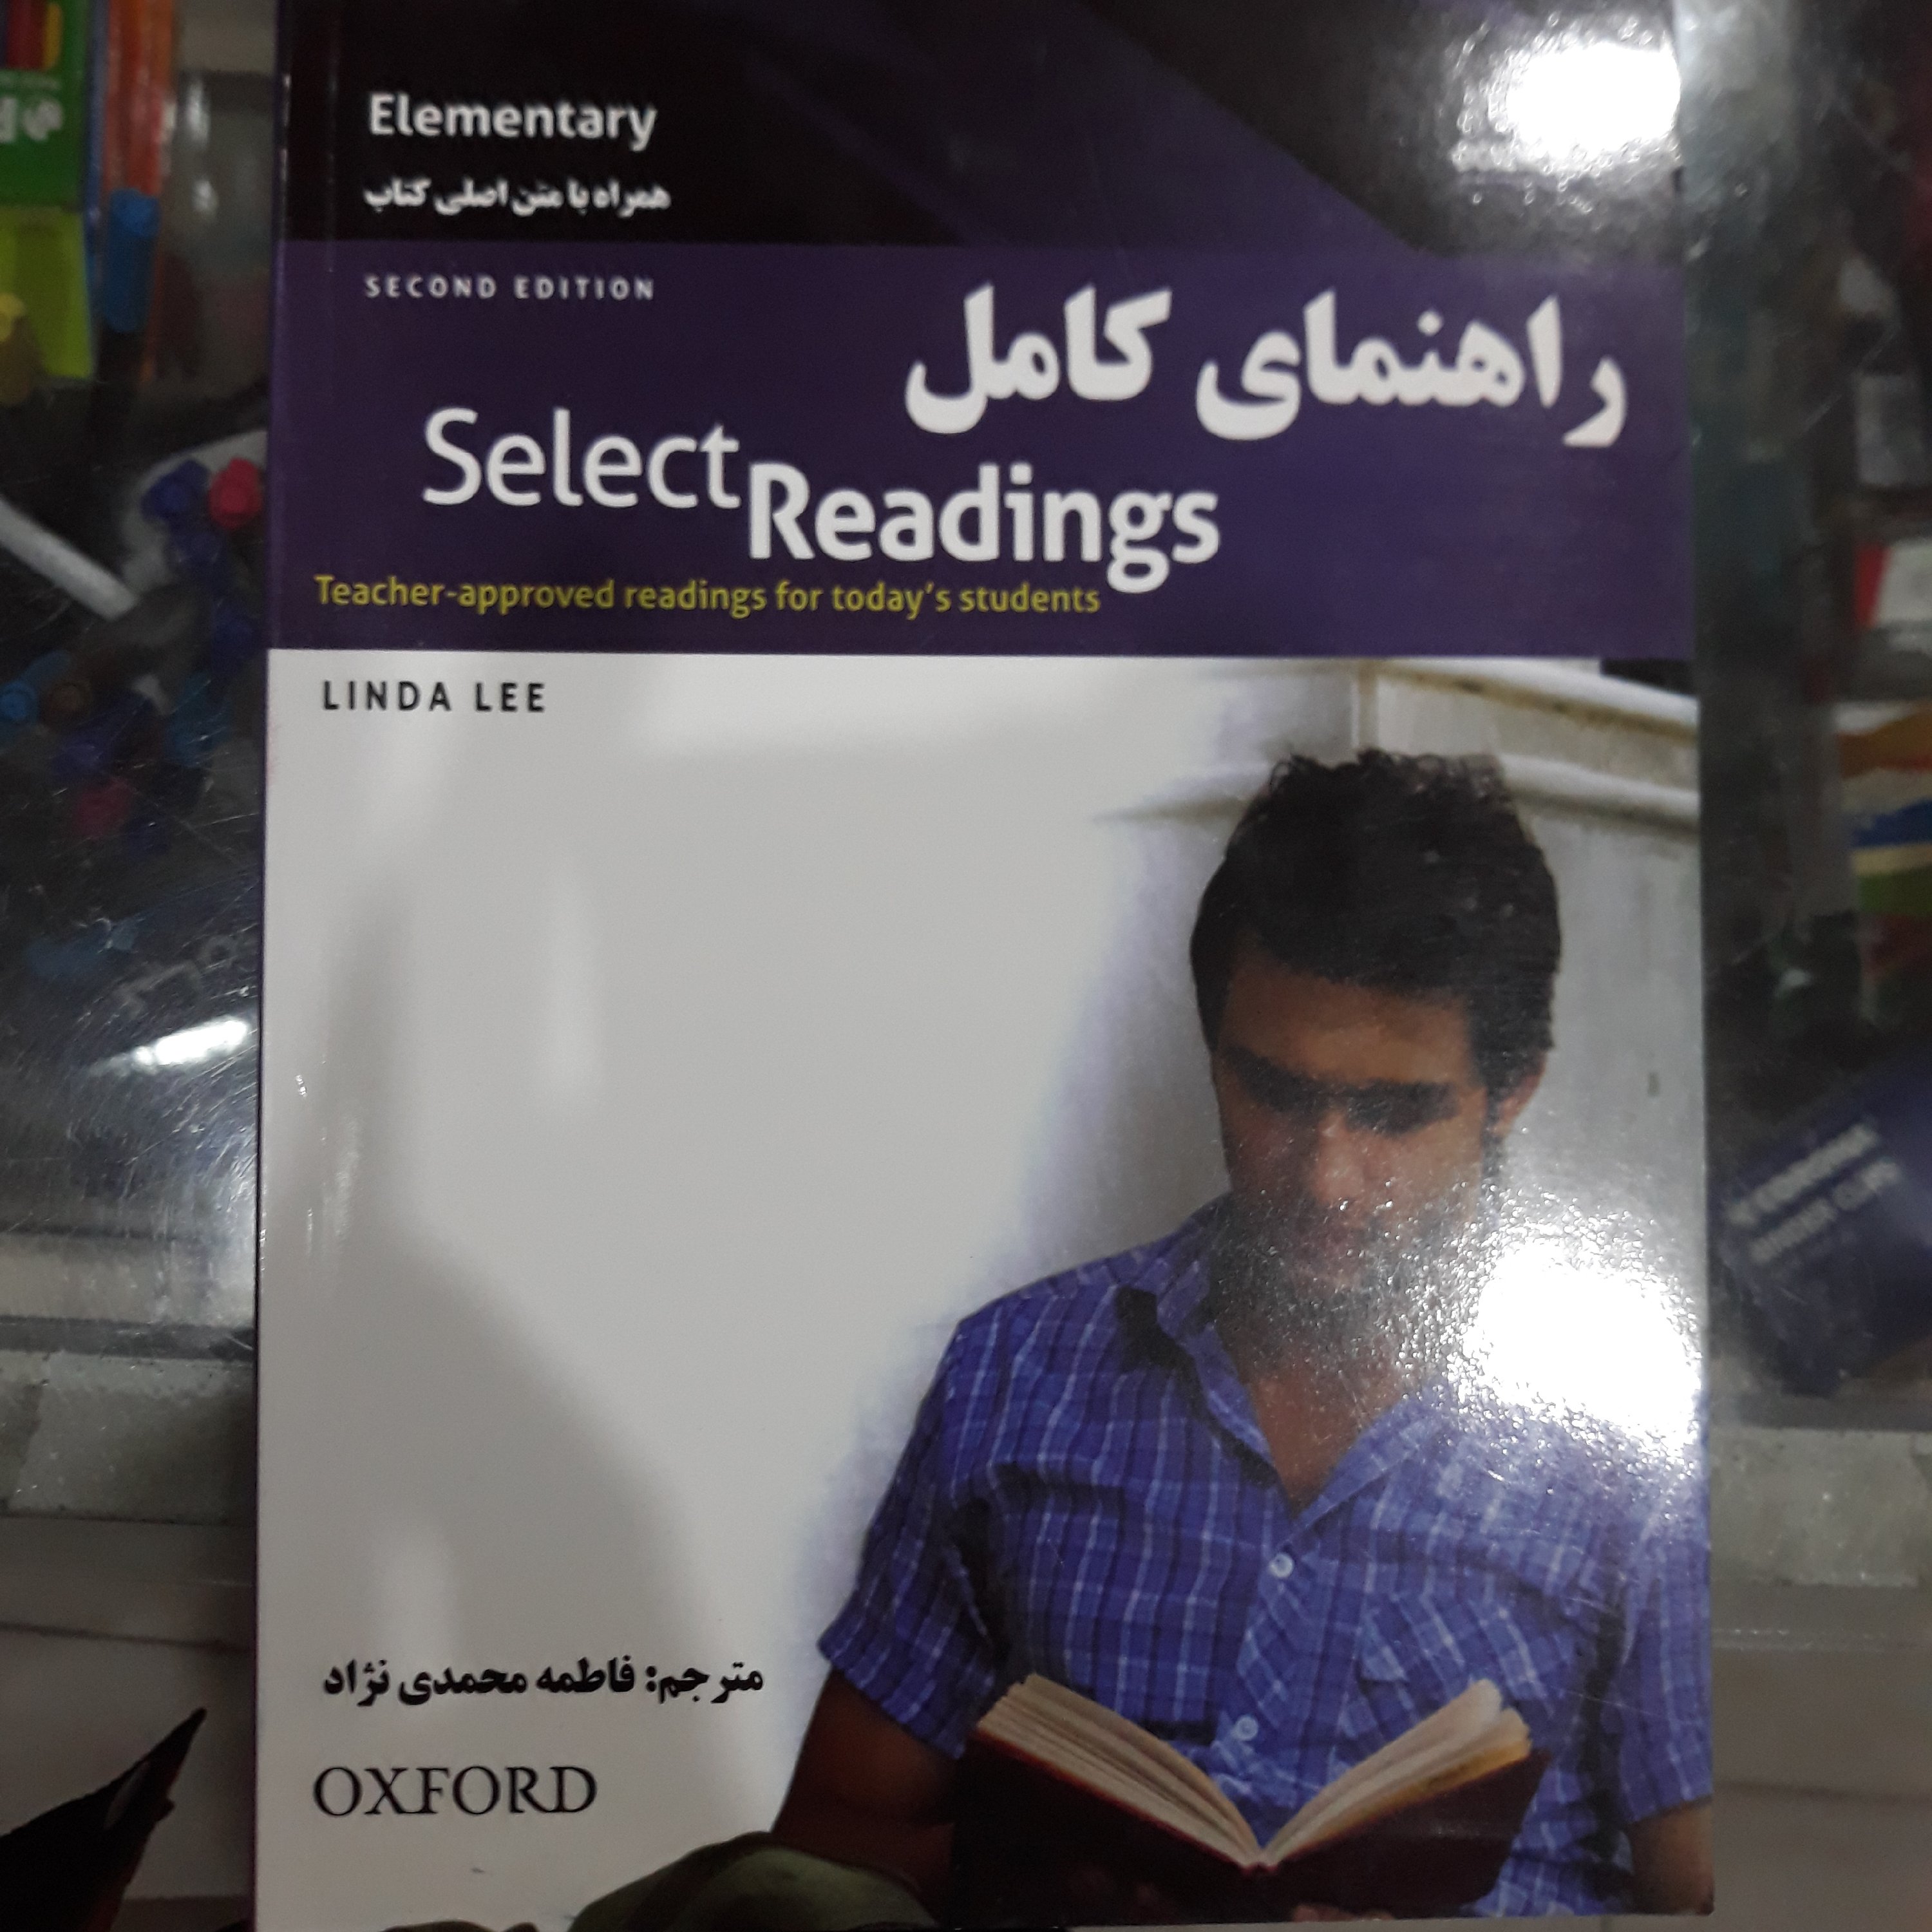 Elementary
همراه با متن اصلی کتاب
SECOND EDITION
راهنمای کامل
Select Readings
Teacher-approved readings for today's students
LINDA LEE
مترجم: فاطمه محمدی نژاد
OXFORD